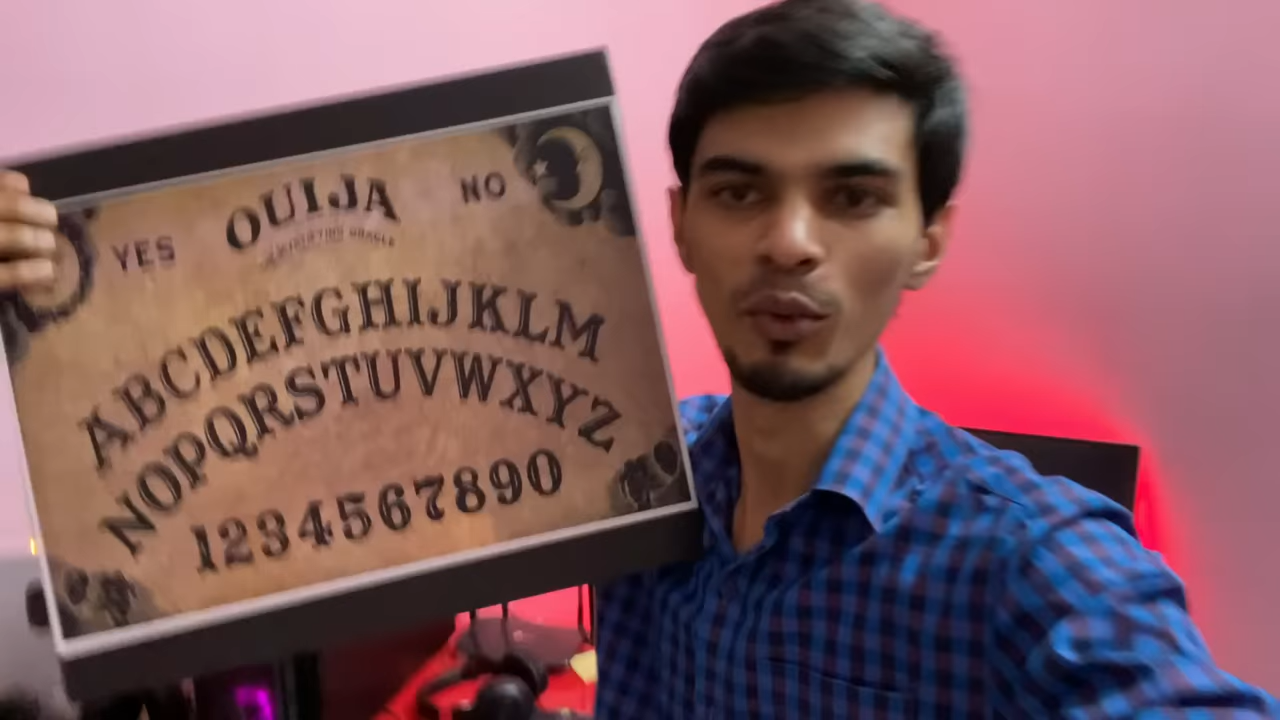 OUIJA
YES NO
ABCDEFGHIJKLM
NOPQRSTUVWXYZ
1234567890